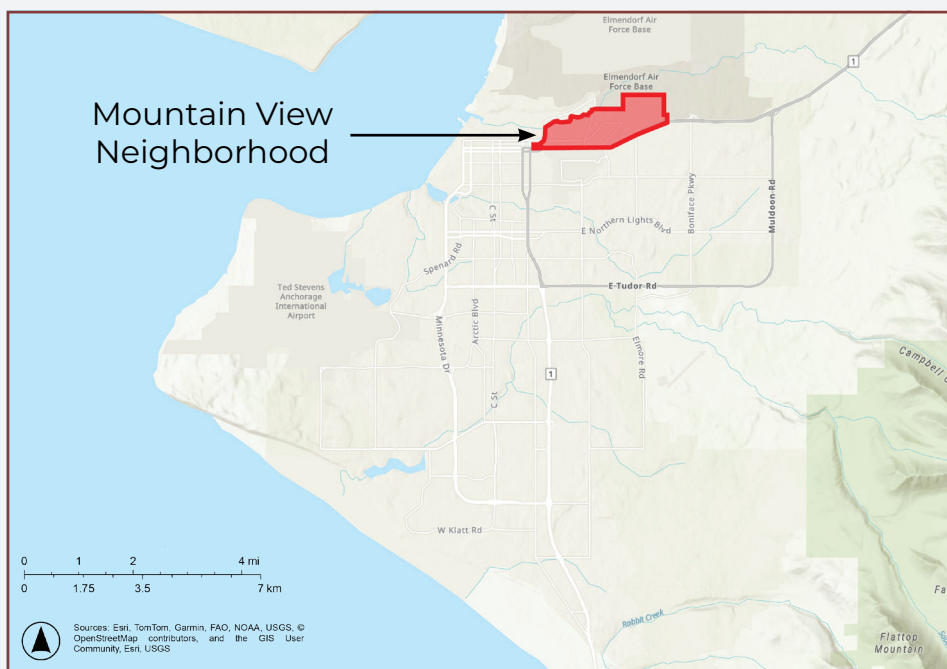 Elmendorf Air
Force Base
1
Elmendorf Air
Force Base
Mountain View
Neighborhood
C St
E Northern Lights Blvd
Boniface Pkwy
Muldoon Rd
Spenard Rd
Ted Stevens
Anchorage
International
Airport
E Tudor Rd
Minnesota Dr
Arctic Blvd
Elmore Rd
1
Campbell
C St
W Klatt Rd
0 1 2 4 mi
0 1.75 3.5 7 km
Sources: Esri, TomTom, Garmin, FAO, NOAA, USGS, ©
OpenStreetMap contributors, and the GIS User
Community, Esri, USGS
Rabbit Creek
Fa
Flattop
Mountain